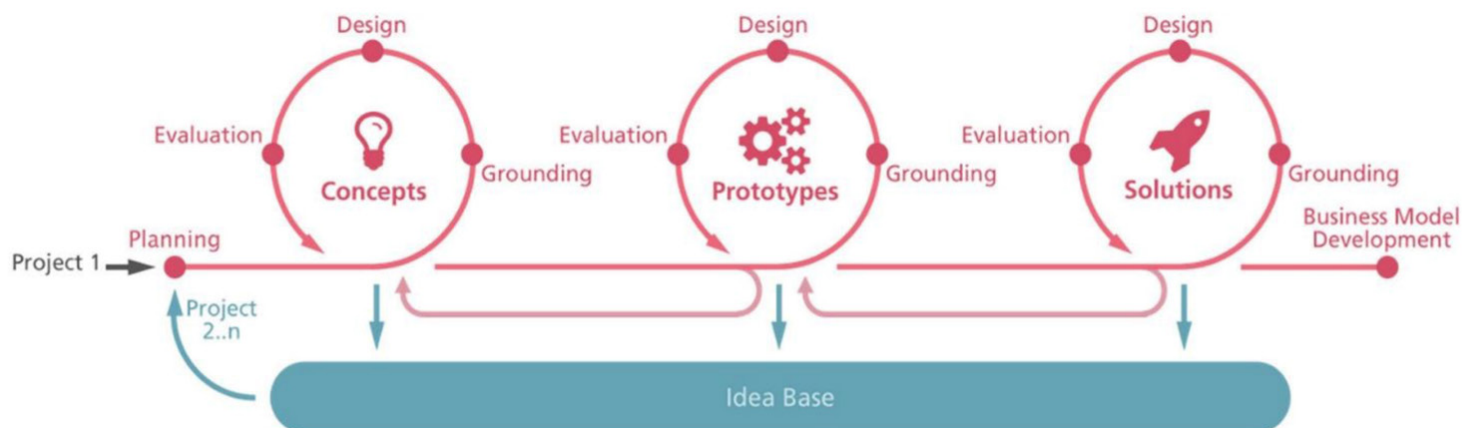 Design
Design
Design
Evaluation
Evaluation
Evaluation
Grounding
Grounding
Grounding
Concepts
Prototypes
Solutions
Business Model
Development
Planning
Project 1
Project
2..n
Idea Base